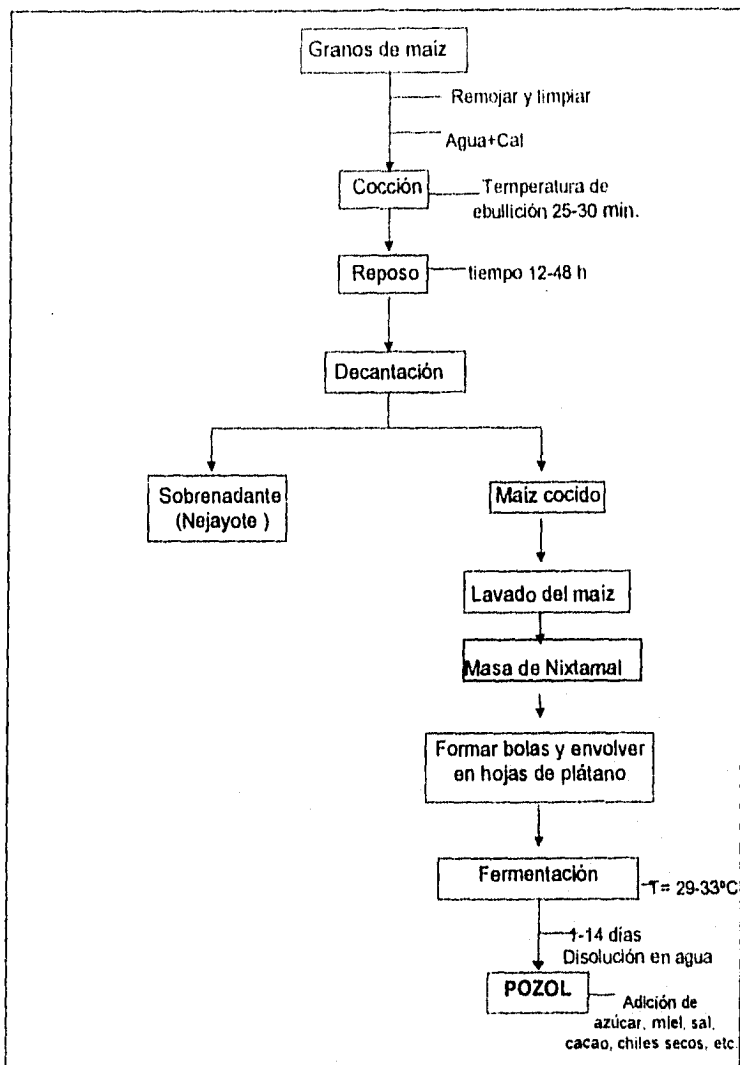 Granos de maíz
Remojar y limpiar
Agua+Cal
Cocción
Temperatura de
ebullición 25-30 min.
Reposo
tiempo 12-48 h
Decantación
Sobrenadante
(Nejayote )
Maíz cocido
Lavado del maíz
Masa de Nixtamal
Formar bolas y envolver
en hojas de plátano
Fermentación
T= 29-33ºC
1-14 días
Disolución en agua
POZOL
Adición de
azúcar, miel, sal,
cacao, chiles secos, etc.